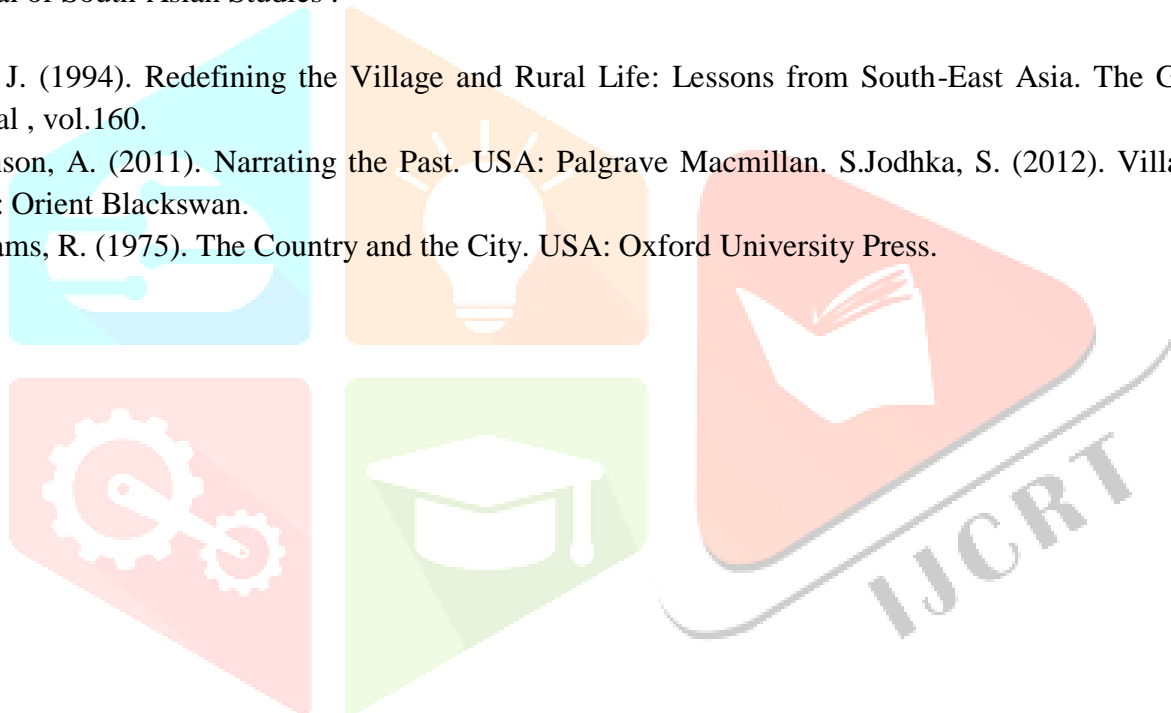 al of South Asian Studies .
J. (1994). Redefining the Village and Rural Life: Lessons from South-East Asia. The G
al , vol.160.
nson, A. (2011). Narrating the Past. USA: Palgrave Macmillan. S.Jodhka, S. (2012). Villa
: Orient Blackswan.
ams, R. (1975). The Country and the City. USA: Oxford University Press.
IJCRT